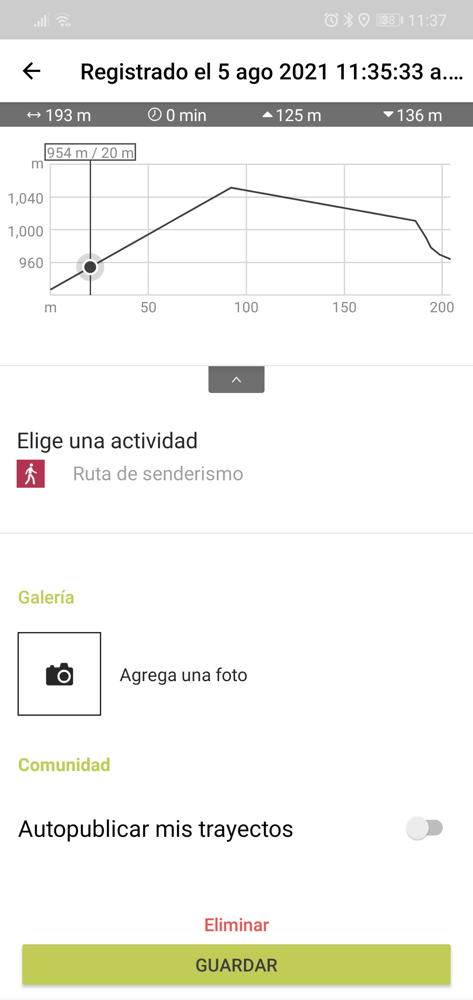 38 11:37
Registrado el 5 ago 2021 11:35:33 a....
193 m 0 min 125 m 136 m
954 m / 20 m
m
1,040
1,000
960
m 50 100 150 200
Elige una actividad
Ruta de senderismo
Galería
Agrega una foto
Comunidad
Autopublicar mis trayectos
Eliminar
GUARDAR